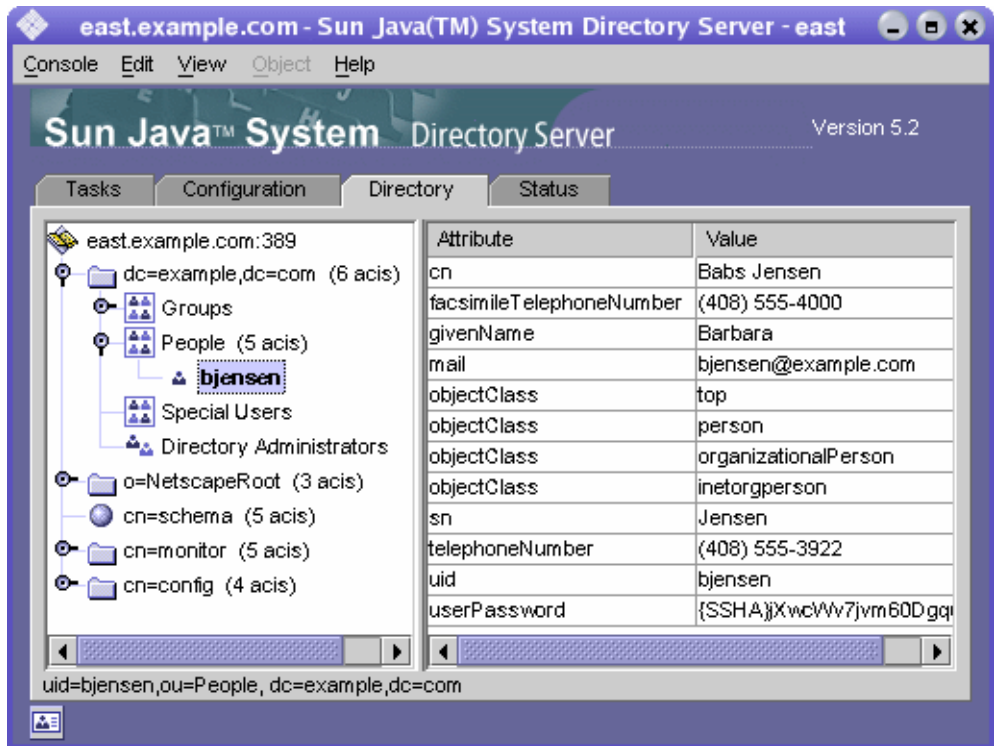 east.example.com - Sun Java(TM) System Directory Server - east
Console Edit View Object Help
Sun Java™ System Directory Server
Version 5.2
Tasks Configuration Directory Status
east.example.com:389
dc=example,dc=com (6 acis)
Groups
People (5 acis)
bjensen
Special Users
Directory Administrators
o=NetscapeRoot (3 acis)
cn=schema (5 acis)
cn=monitor (5 acis)
cn=config (4 acis)
Attribute Value
cn Babs Jensen
facsimileTelephoneNumber (408) 555-4000
givenName Barbara
mail bjensen@example.com
objectClass top
objectClass person
objectClass organizationalPerson
objectClass inetorgperson
sn Jensen
telephoneNumber (408) 555-3922
uid bjensen
userPassword
uid=bjensen,ou=People, dc=example,dc=com